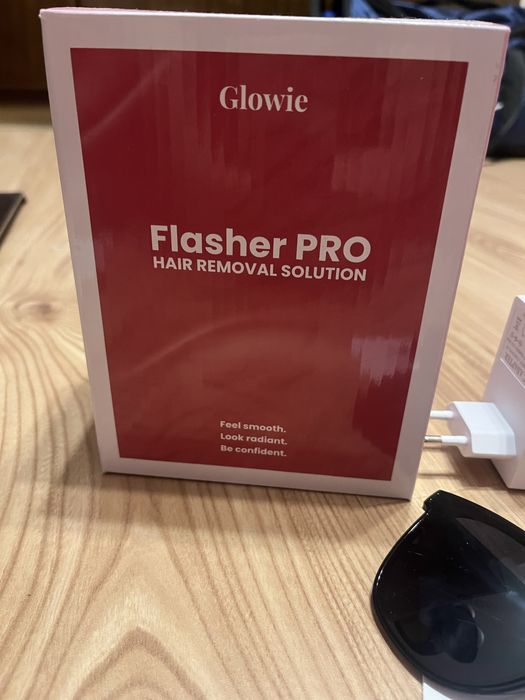 Glowie
Flasher PRO
HAIR REMOVAL SOLUTION
Feel smooth.
Look radiant.
Be confident.